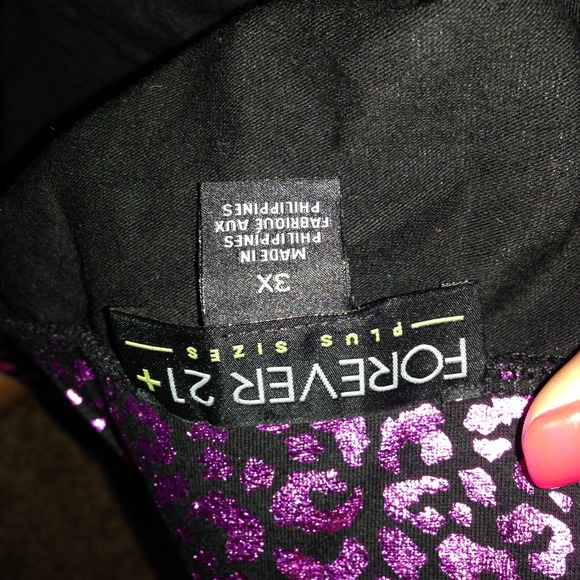 FOREVER 21+
PLUS SIZES
3X
MADE IN
PHILIPPINES
FABRIQUE AUX
PHILIPPINES